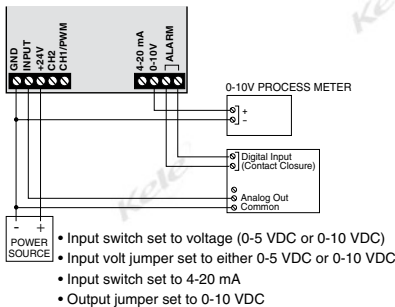 GND
INPUT
+24V
CH2
CH1/PWM
4-20 mA
0-10V
ALARM
Kele
0-10V PROCESS METER
+
-
Digital Input
(Contact Closure)
Analog Out
Common
Kele
- +
POWER
SOURCE
• Input switch set to voltage (0-5 VDC or 0-10 VDC)
• Input volt jumper set to either 0-5 VDC or 0-10 VDC
• Input switch set to 4-20 mA
• Output jumper set to 0-10 VDC